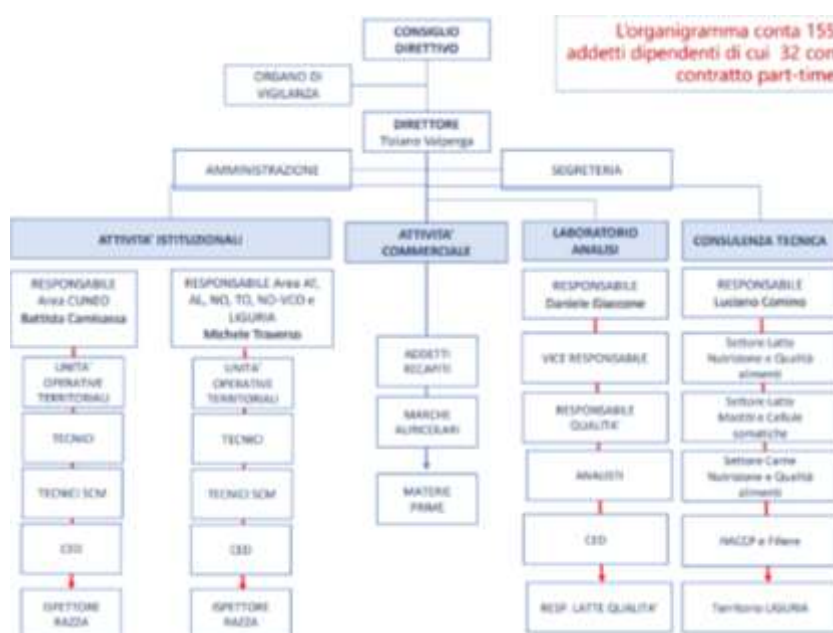 CONSIGLIO
DIRETTIVO
L'organigramma conta 155
addetti dipendenti di cui 32 con
contratto part-time
ORGANO DI
VIGILANZA
DIRETTORE
Tiziano Valperga
AMMINISTRAZIONE
SEGRETERIA
ATTIVITA' ISTITUZIONALI
ATTIVITA'
COMMERCIALE
LABORATORIO
ANALISI
CONSULENZA TECNICA
RESPONSABILE
Area CUNEO
Battista Camisassa
RESPONSABILE Area AT,
AL, NO, TO, NO-VCO e
LIGURIA
Michele Traverso
RESPONSABILE
Daniele Giaccone
RESPONSABILE
Luciano Comino
UNITA'
OPERATIVE
TERRITORIALI
UNITA'
OPERATIVE
TERRITORIALI
ADDETTI
RECAPITI
VICE RESPONSABILE
Settore Latte
Nutrizione e Qualità
alimenti
TECNICI
TECNICI
MARCHE
AURICOLARI
RESPONSABILE
QUALITA'
Settore Latte
Mastiti e Cellule
somatiche
TECNICI SCM
TECNICI SCM
MATERIE
PRIME
ANALISTI
Settore Carne
Nutrizione e Qualità
alimenti
CED
CED
CED
HACCP e Filiere
ISPETTORE
RAZZA
ISPETTORE
RAZZA
RESP. LATTE QUALITA'
Territorio LIGURIA